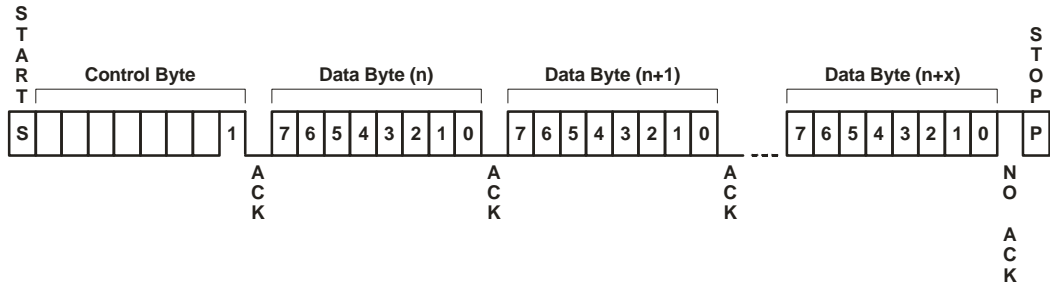 START
STOP
Control Byte
Data Byte (n)
Data Byte (n+1)
Data Byte (n+x)
S 1 7 6 5 4 3 2 1 0 7 6 5 4 3 2 1 0 7 6 5 4 3 2 1 0 P
ACK
ACK
ACK
NO ACK